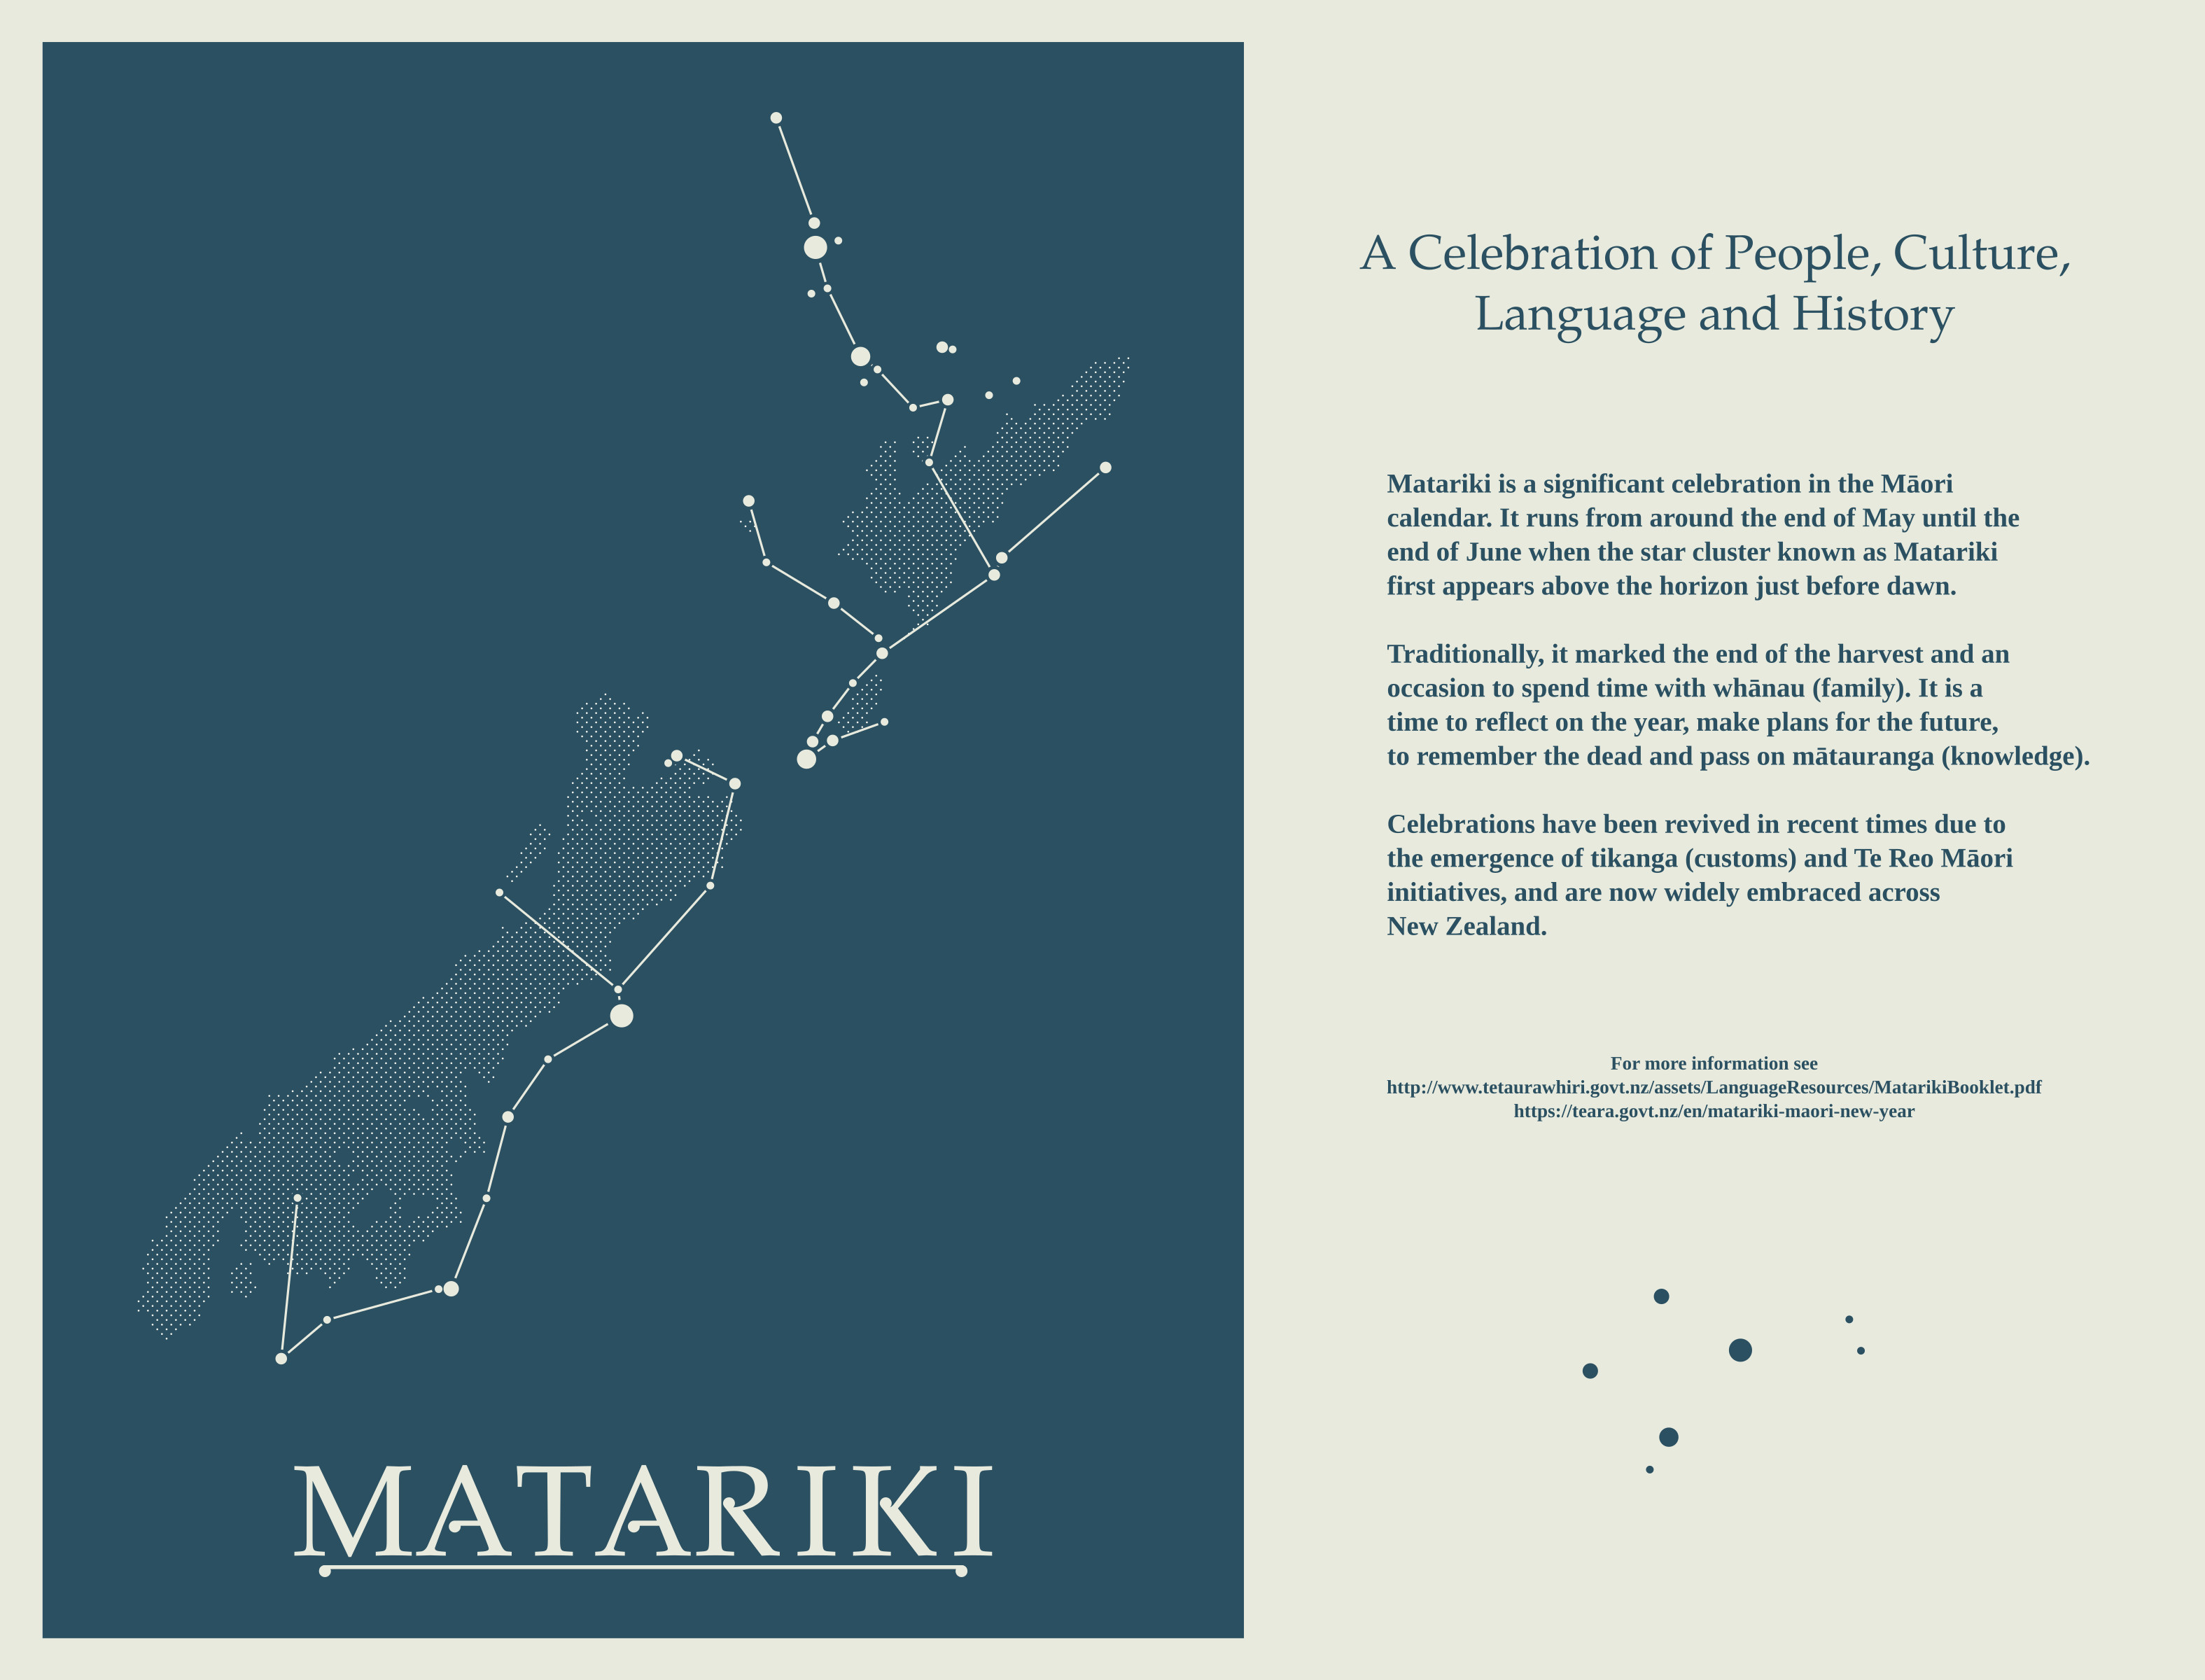 MATARIKI
A Celebration of People, Culture,
Language and History
Matariki is a significant celebration in the Māori
calendar. It runs from around the end of May until the
end of June when the star cluster known as Matariki
first appears above the horizon just before dawn.
Traditionally, it marked the end of the harvest and an
occasion to spend time with whānau (family). It is a
time to reflect on the year, make plans for the future,
to remember the dead and pass on mātauranga (knowledge).
Celebrations have been revived in recent times due to
the emergence of tikanga (customs) and Te Reo Māori
initiatives, and are now widely embraced across
New Zealand.
For more information see
http://www.tetaurawhiri.govt.nz/assets/LanguageResources/MatarikiBooklet.pdf
https://teara.govt.nz/en/matariki-maori-new-year